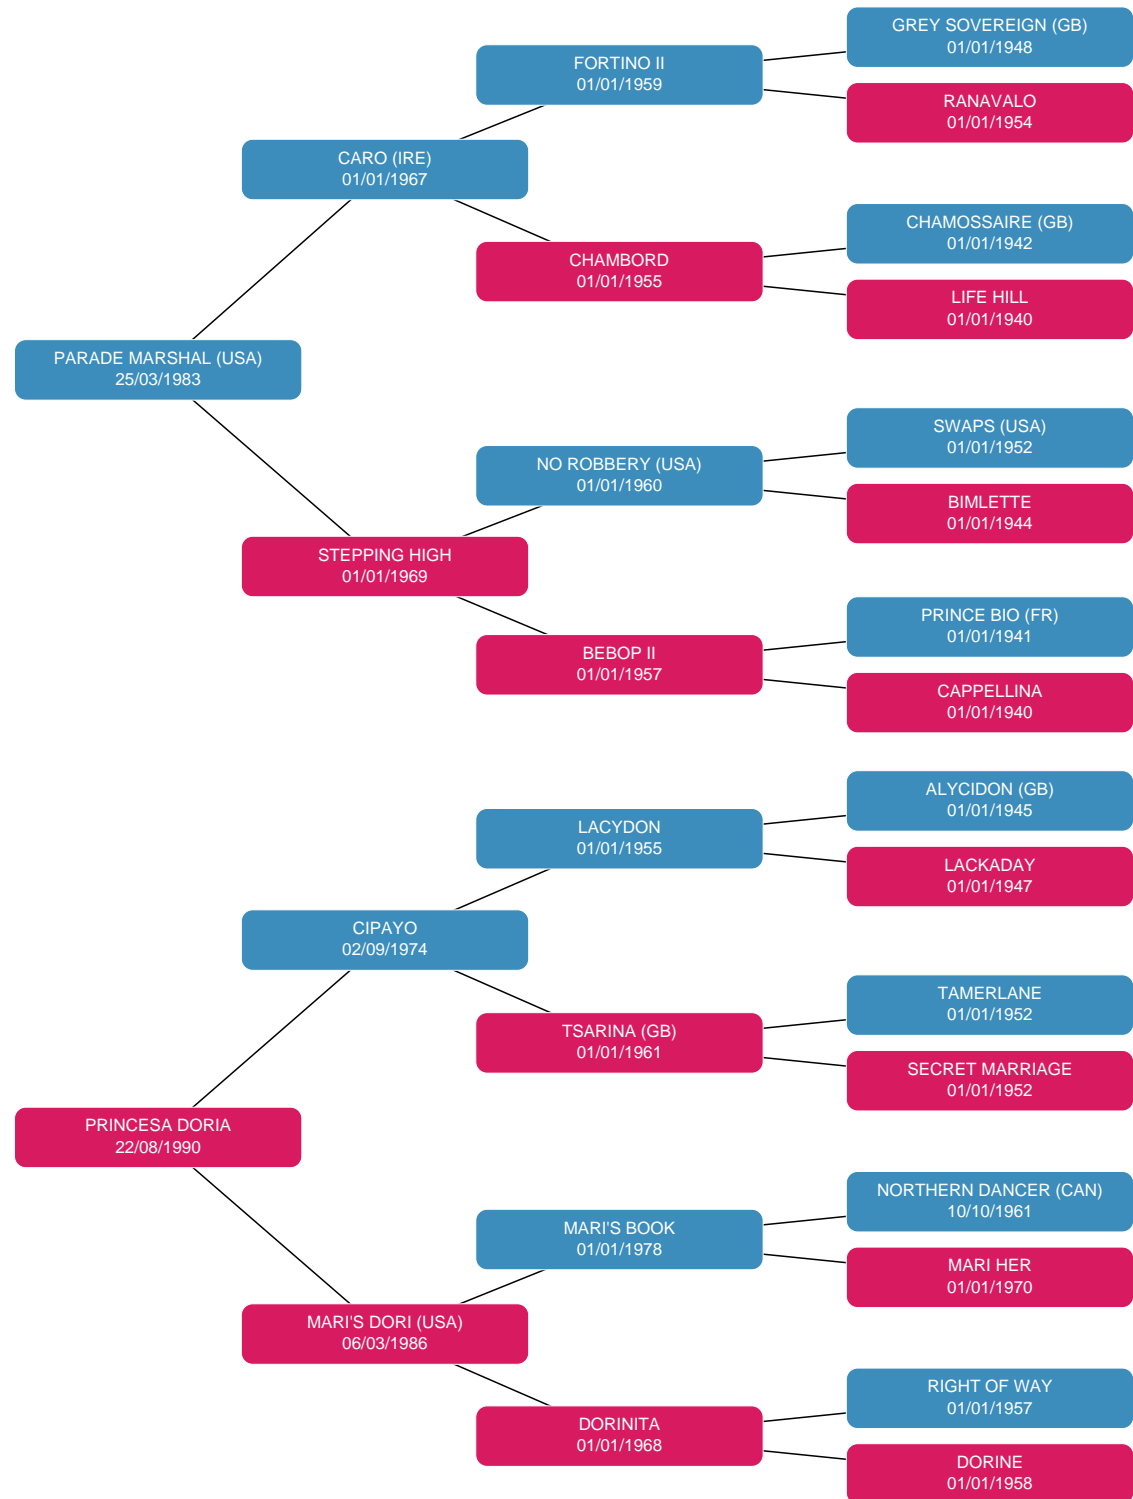 GREY SOVEREIGN (GB)
01/01/1948
FORTINO II
01/01/1959
RANAVALO
01/01/1954
CARO (IRE)
01/01/1967
CHAMOSSAIRE (GB)
01/01/1942
CHAMBORD
01/01/1955
LIFE HILL
01/01/1940
PARADE MARSHAL (USA)
25/03/1983
SWAPS (USA)
01/01/1952
NO ROBBERY (USA)
01/01/1960
BIMLETTE
01/01/1944
STEPPING HIGH
01/01/1969
PRINCE BIO (FR)
01/01/1941
BEBOP II
01/01/1957
CAPPELLINA
01/01/1940
ALYCIDON (GB)
01/01/1945
LACYDON
01/01/1955
LACKADAY
01/01/1947
CIPAYO
02/09/1974
TAMERLANE
01/01/1952
TSARINA (GB)
01/01/1961
SECRET MARRIAGE
01/01/1952
PRINCESA DORIA
22/08/1990
NORTHERN DANCER (CAN)
10/10/1961
MARI'S BOOK
01/01/1978
MARI HER
01/01/1970
MARI'S DORI (USA)
06/03/1986
RIGHT OF WAY
01/01/1957
DORINITA
01/01/1968
DORINE
01/01/1958